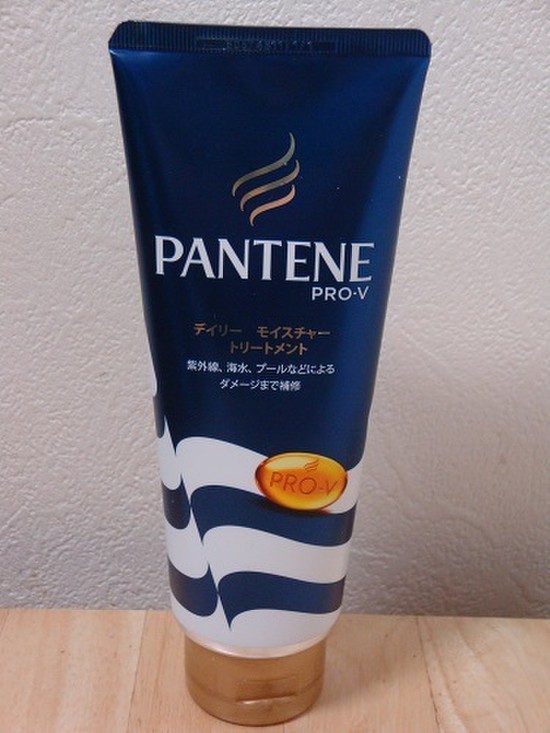 PANTENE
PRO-V
デイリー モイスチャー
トリートメント
紫外線、海水、プールなどによる
ダメージまで補修
PRO-V